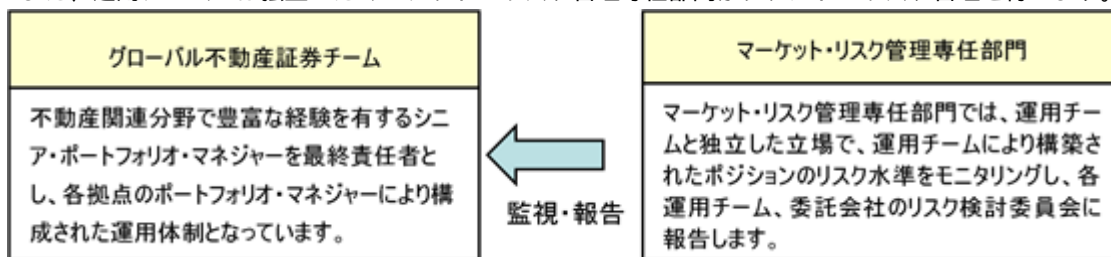 グローバル不動産証券チーム
不動産関連分野で豊富な経験を有するシニ
ア・ポートフォリオ・マネジャーを最終責任者と
し、各拠点のポートフォリオ・マネジャーにより構
成された運用体制となっています。
監視・報告
マーケット・リスク管理専任部門
マーケット・リスク管理専任部門では、運用チー
ムと独立した立場で、運用チームにより構築さ
れたポジションのリスク水準をモニタリングし、各
運用チーム、委託会社のリスク検討委員会に
報告します。